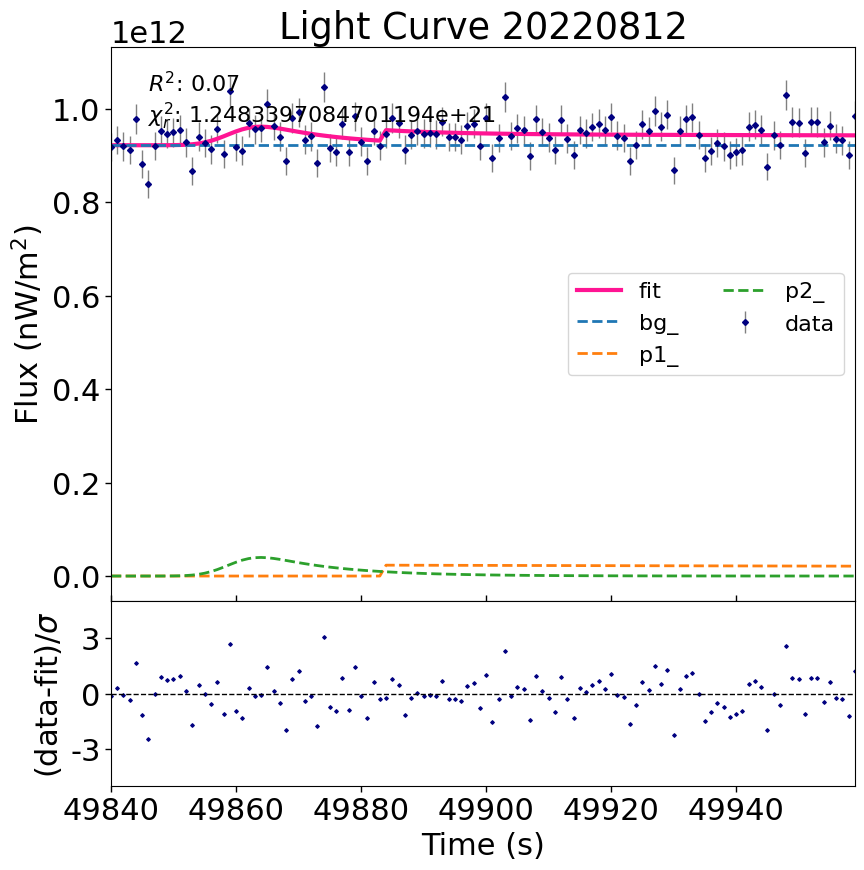 Light Curve 20220812
1e12
R²: 0.07
χᵣ²: 1.2483397084701194e+21
1.0
0.8
0.6
0.4
0.2
0.0
Flux (nW/m²)
fit
bg_
p1_
p2_
data
3
0
-3
(data-fit)/σ
49840 49860 49880 49900 49920 49940
Time (s)